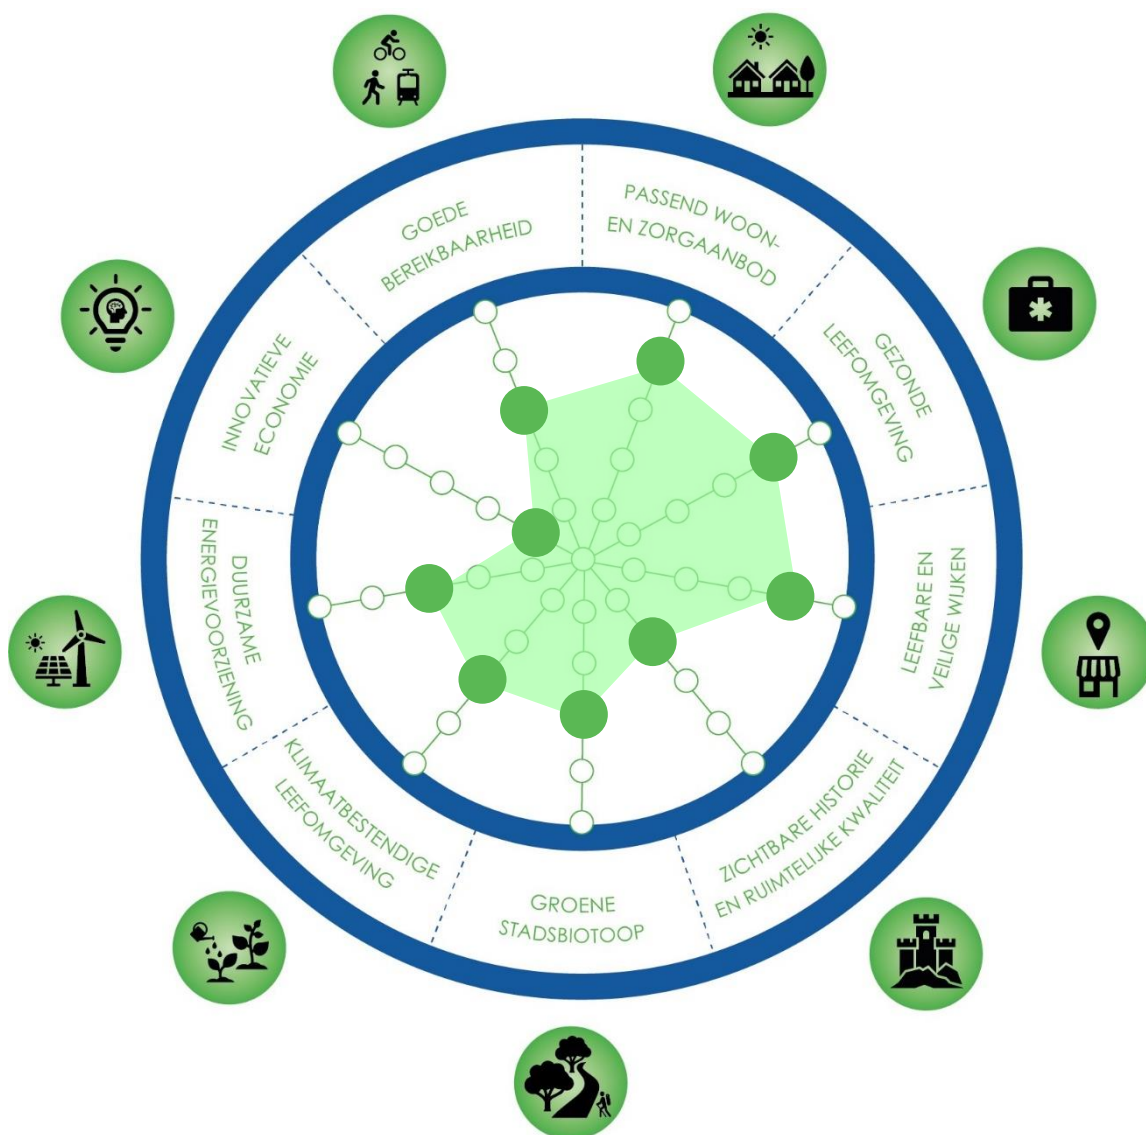 PASSEND WOON-
EN ZORGAANBOD
GEZONDE
LEEFOMGEVING
LEEFBARE EN
VEILIGE WIJKEN
ZICHTBARE HISTORIE
EN RUIMTELIJKE KWALITEIT
GROENE
STADSBIOTOOP
KLIMAATBESTENDIGE
LEEFOMGEVING
DUURZAME
ENERGIEVOORZIENING
INNOVATIEVE
ECONOMIE
GOEDE
BEREIKBAARHEID